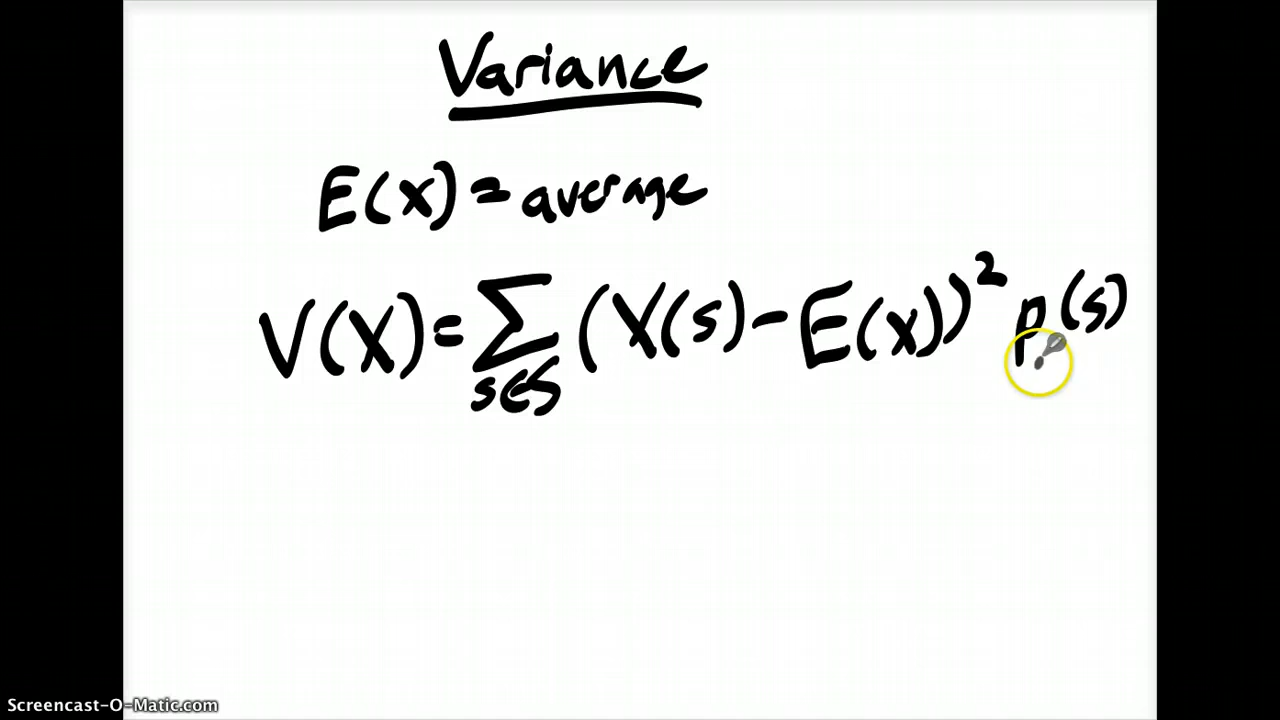 Variance
E(X) = average
V(X) = ∑ (X(s) - E(X))² p(s)
s∈S
Screencast-O-Matic.com